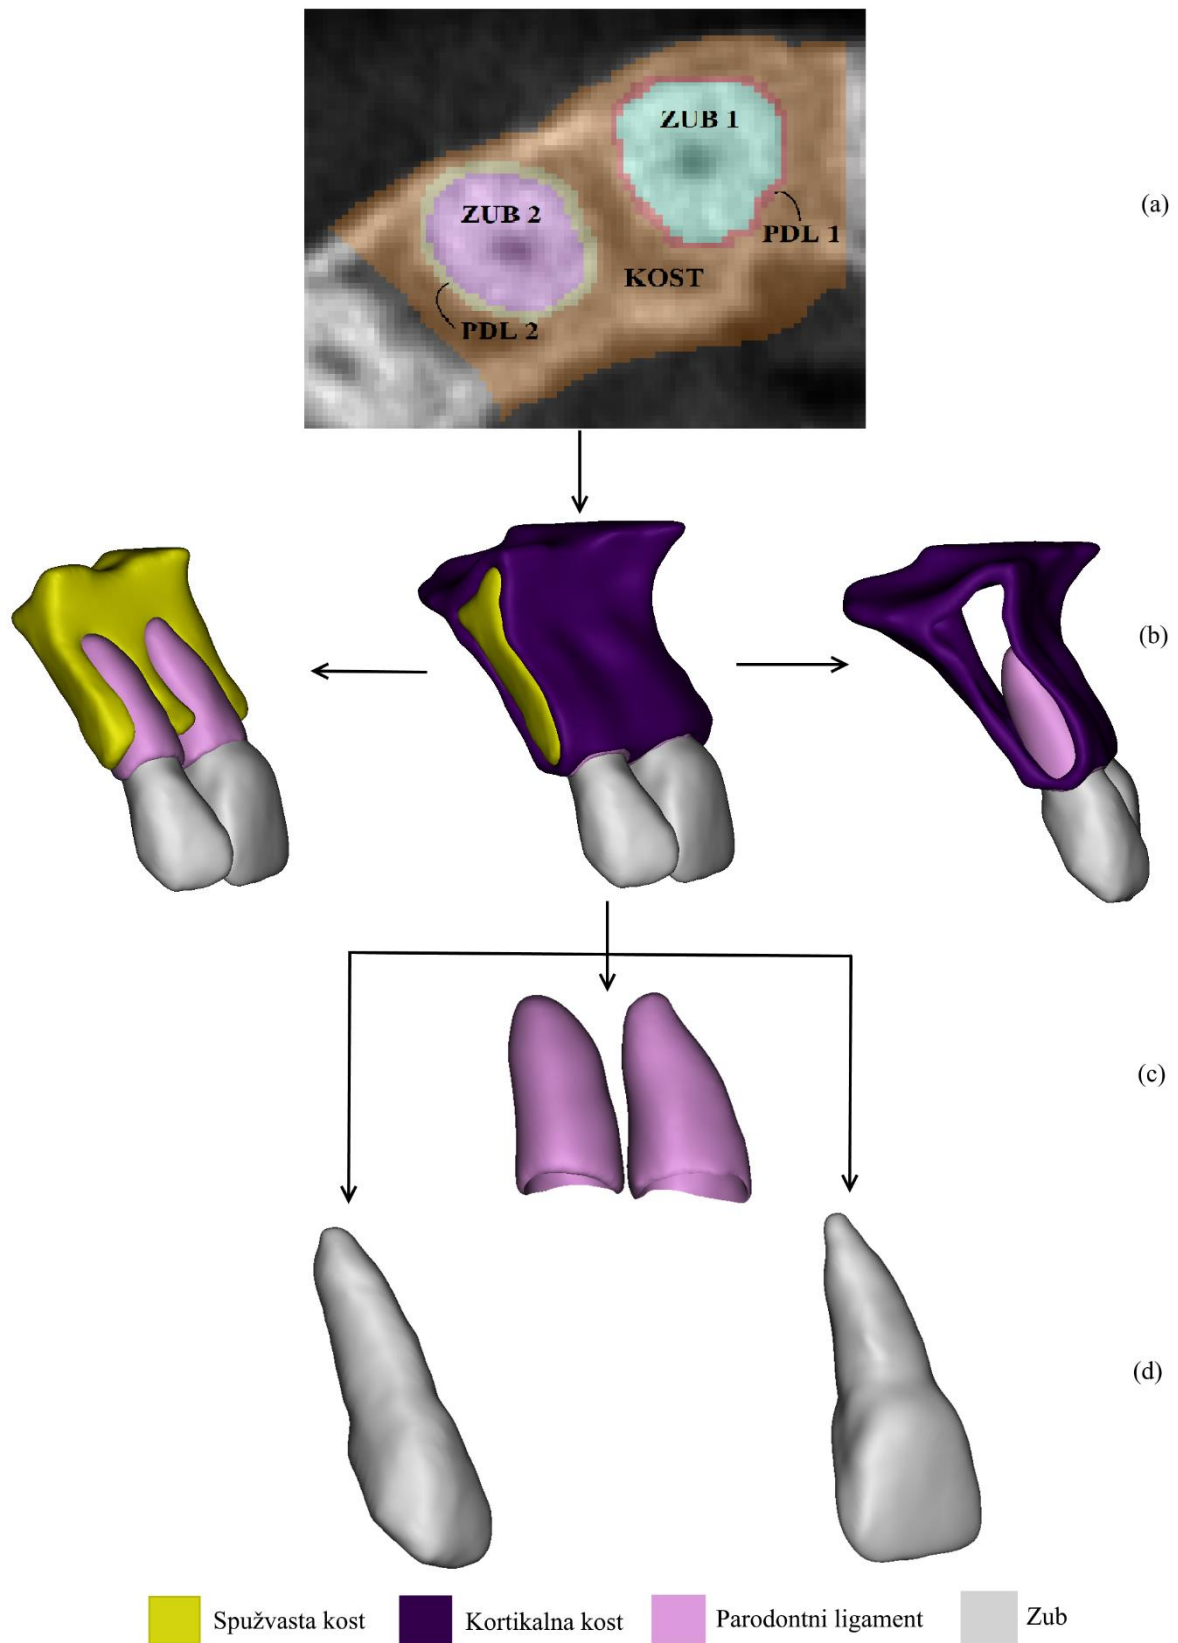 ZUB 1
(a)
ZUB 2
PDL 1
KOST
PDL 2
(b)
(c)
(d)
Spužvasta kost
Kortikalna kost
Parodontni ligament
Zub